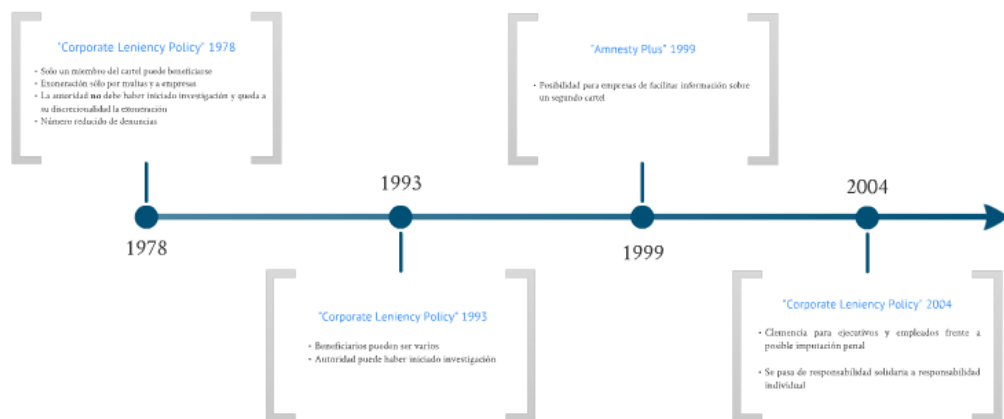 "Corporate Leniency Policy" 1978
• Solo un miembro del cartel puede beneficiarse
• Exoneración sólo por multas y a empresas
• La autoridad no debe haber iniciado investigación y queda a
su discrecionalidad la exoneración
• Número reducido de denuncias
"Amnesty Plus" 1999
• Posibilidad para empresas de facilitar información sobre
un segundo cartel
1993
2004
1978
1999
"Corporate Leniency Policy" 1993
• Beneficiarios pueden ser varios
• Autoridad puede haber iniciado investigación
"Corporate Leniency Policy" 2004
• Clemencia para ejecutivos y empleados frente a
posible imputación penal
• Se pasa de responsabilidad solidaria a responsabilidad
individual